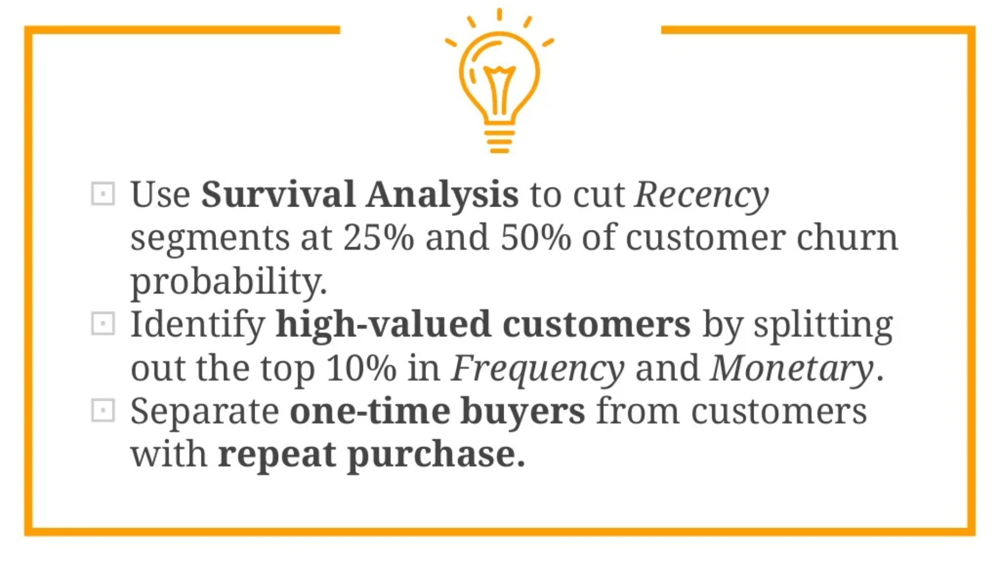 Use Survival Analysis to cut Recency
segments at 25% and 50% of customer churn
probability.
Identify high-valued customers by splitting
out the top 10% in Frequency and Monetary.
Separate one-time buyers from customers
with repeat purchase.